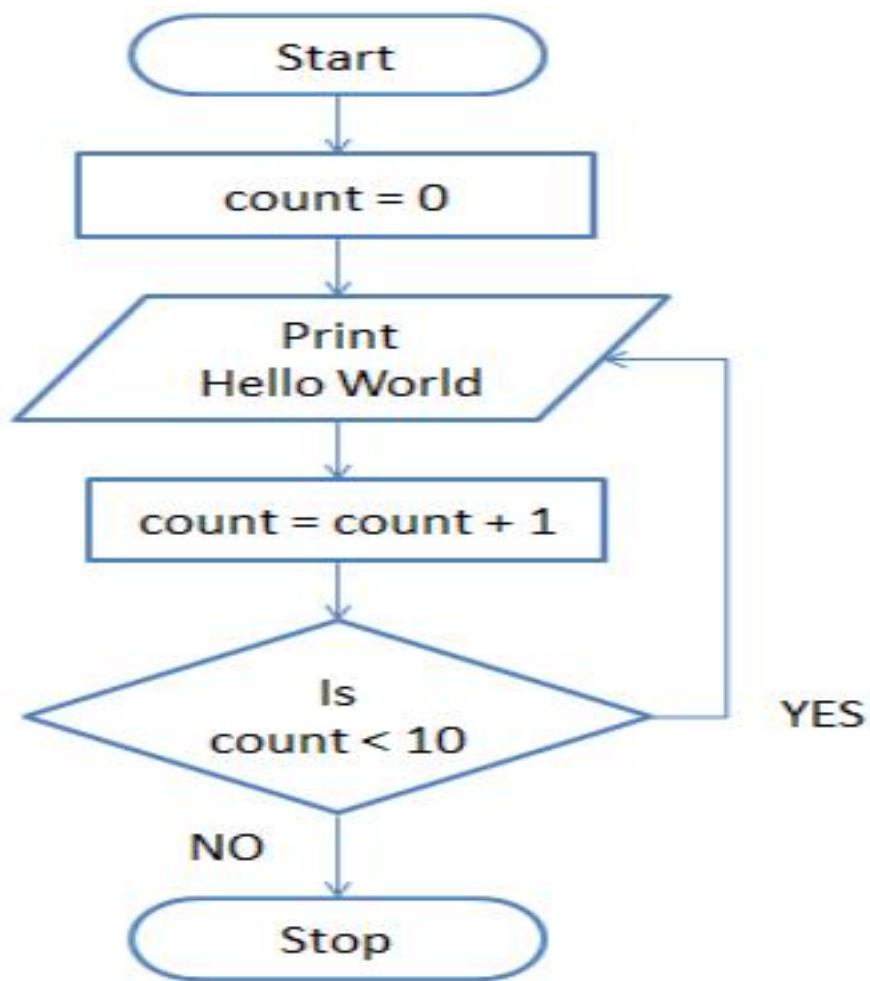 Start
count = 0
Print
Hello World
count = count + 1
Is
count < 10
YES
NO
Stop